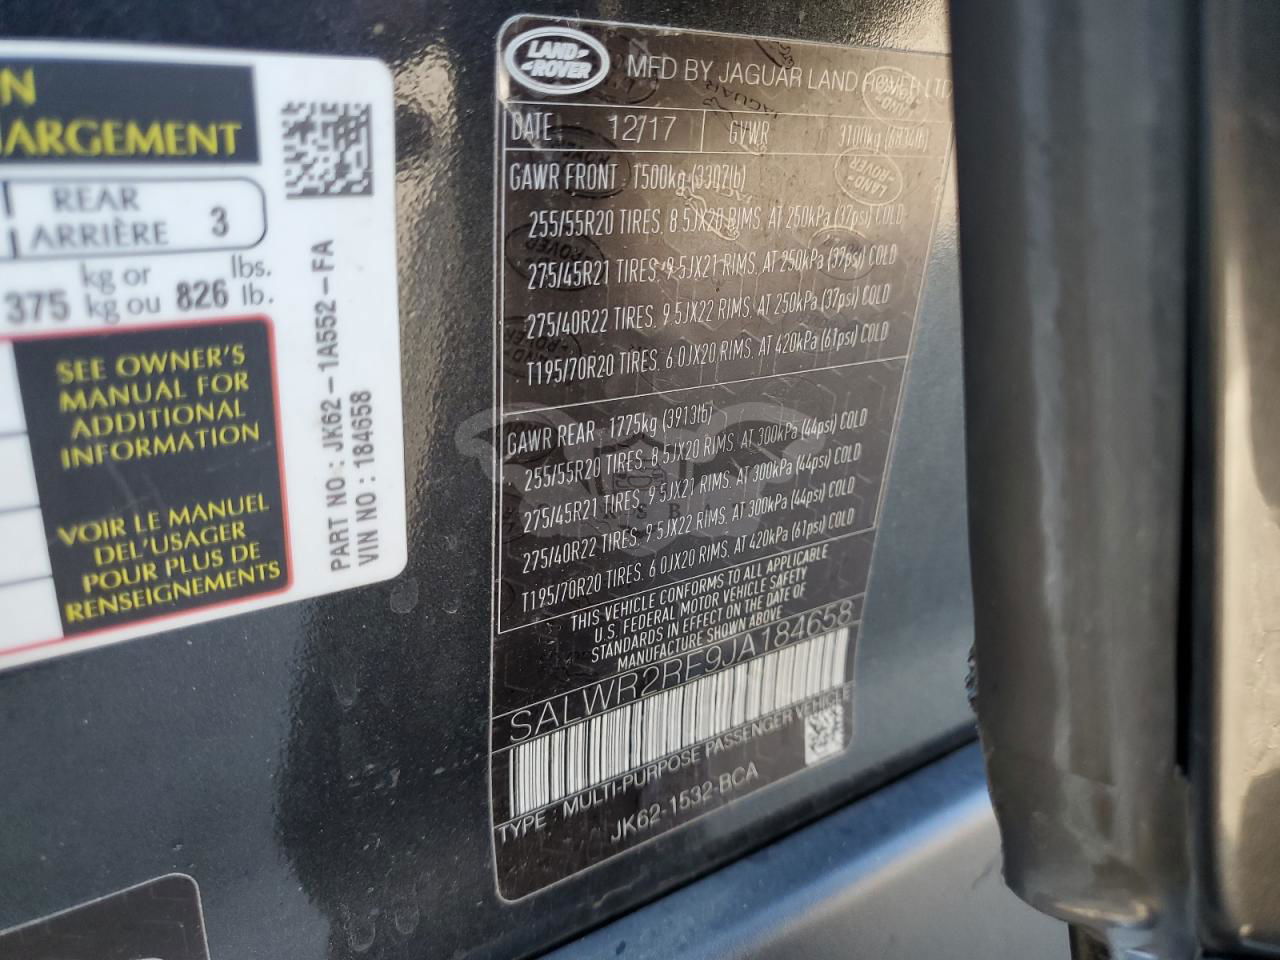 N
ARGEMENT
REAR
ARRIÈRE 3
375 kg or kg ou 826 lbs. lb.
SEE OWNER'S
MANUAL FOR
ADDITIONAL
INFORMATION
VOIR LE MANUEL
DEL'USAGER
POUR PLUS DE
RENSEIGNEMENTS
PART NO: JK62-1A552-FA
VIN NO: 184658
LAND
ROVER
MFD BY JAGUAR LAND ROVER LTD
DATE 12/17 GVWR 3100kg (6834lb)
GAWR FRONT 1500kg (3307lb)
255/55R20 TIRES, 8.5JX20 RIMS, AT 250kPa (37psi) COLD
275/45R21 TIRES, 9.5JX21 RIMS, AT 250kPa (37psi) COLD
275/40R22 TIRES, 9.5JX22 RIMS, AT 250kPa (37psi) COLD
T195/70R20 TIRES, 6.0JX20 RIMS, AT 420kPa (61psi) COLD
GAWR REAR 1775kg (3913lb)
255/55R20 TIRES, 8.5JX20 RIMS, AT 300kPa (44psi) COLD
275/45R21 TIRES, 9.5JX21 RIMS, AT 300kPa (44psi) COLD
275/40R22 TIRES, 9.5JX22 RIMS, AT 300kPa (44psi) COLD
T195/70R20 TIRES, 6.0JX20 RIMS, AT 420kPa (61psi) COLD
THIS VEHICLE CONFORMS TO ALL APPLICABLE
U.S. FEDERAL MOTOR VEHICLE SAFETY
STANDARDS IN EFFECT ON THE DATE OF
MANUFACTURE SHOWN ABOVE
SALWR2RE9JA184658
TYPE : MULTI-PURPOSE PASSENGER VEHICLE
JK62-1532-BCA